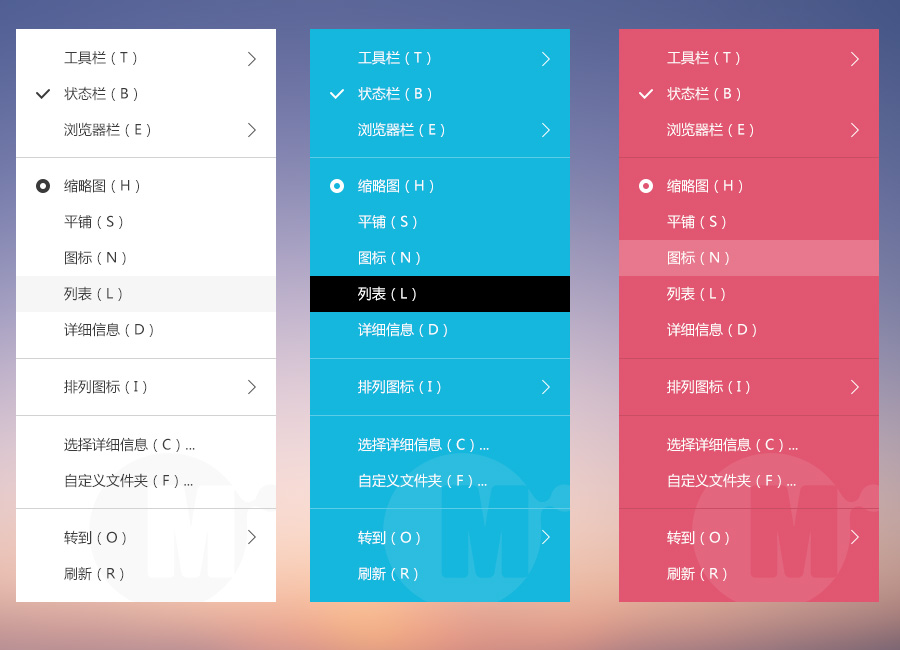 工具栏（T）
状态栏（B）
浏览器栏（E）
缩略图（H）
平铺（S）
图标（N）
列表（L）
详细信息（D）
排列图标（I）
选择详细信息（C）...
自定义文件夹（F）...
转到（O）
刷新（R）
M
工具栏（T）
状态栏（B）
浏览器栏（E）
缩略图（H）
平铺（S）
图标（N）
列表（L）
详细信息（D）
排列图标（I）
选择详细信息（C）...
自定义文件夹（F）...
转到（O）
刷新（R）
M
工具栏（T）
状态栏（B）
浏览器栏（E）
缩略图（H）
平铺（S）
图标（N）
列表（L）
详细信息（D）
排列图标（I）
选择详细信息（C）...
自定义文件夹（F）...
转到（O）
刷新（R）
M